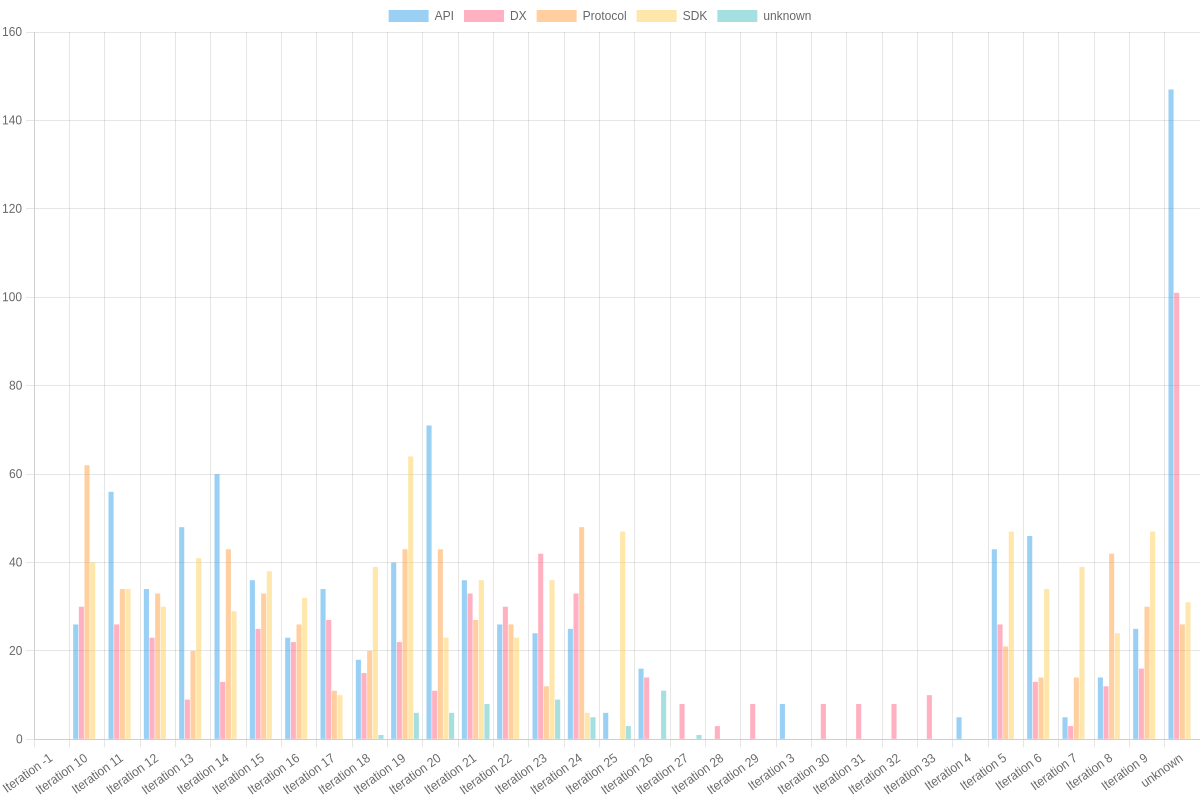 API DX Protocol SDK unknown
160
140
120
100
80
60
40
20
0
Iteration -1
Iteration 10
Iteration 11
Iteration 12
Iteration 13
Iteration 14
Iteration 15
Iteration 16
Iteration 17
Iteration 18
Iteration 19
Iteration 20
Iteration 21
Iteration 22
Iteration 23
Iteration 24
Iteration 25
Iteration 26
Iteration 27
Iteration 28
Iteration 29
Iteration 3
Iteration 30
Iteration 31
Iteration 32
Iteration 33
Iteration 4
Iteration 5
Iteration 6
Iteration 7
Iteration 8
Iteration 9
unknown